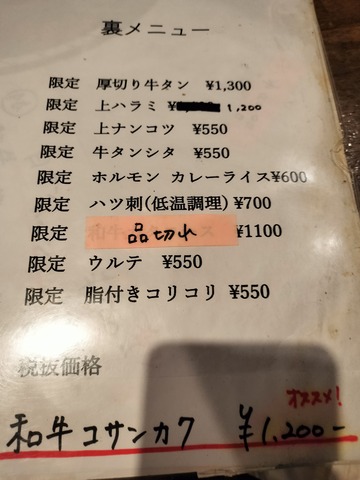 裏メニュー
限定 厚切り牛タン ¥1,300
限定 上ハラミ ¥ 1,200
限定 上ナンコツ ¥550
限定 牛タンシタ ¥550
限定 ホルモン カレーライス¥600
限定 ハツ刺(低温調理) ¥700
限定 品切れ ¥1100
限定 ウルテ ¥550
限定 脂付きコリコリ ¥550
税抜価格
オススメ!
和牛コサンカク ¥1,200-